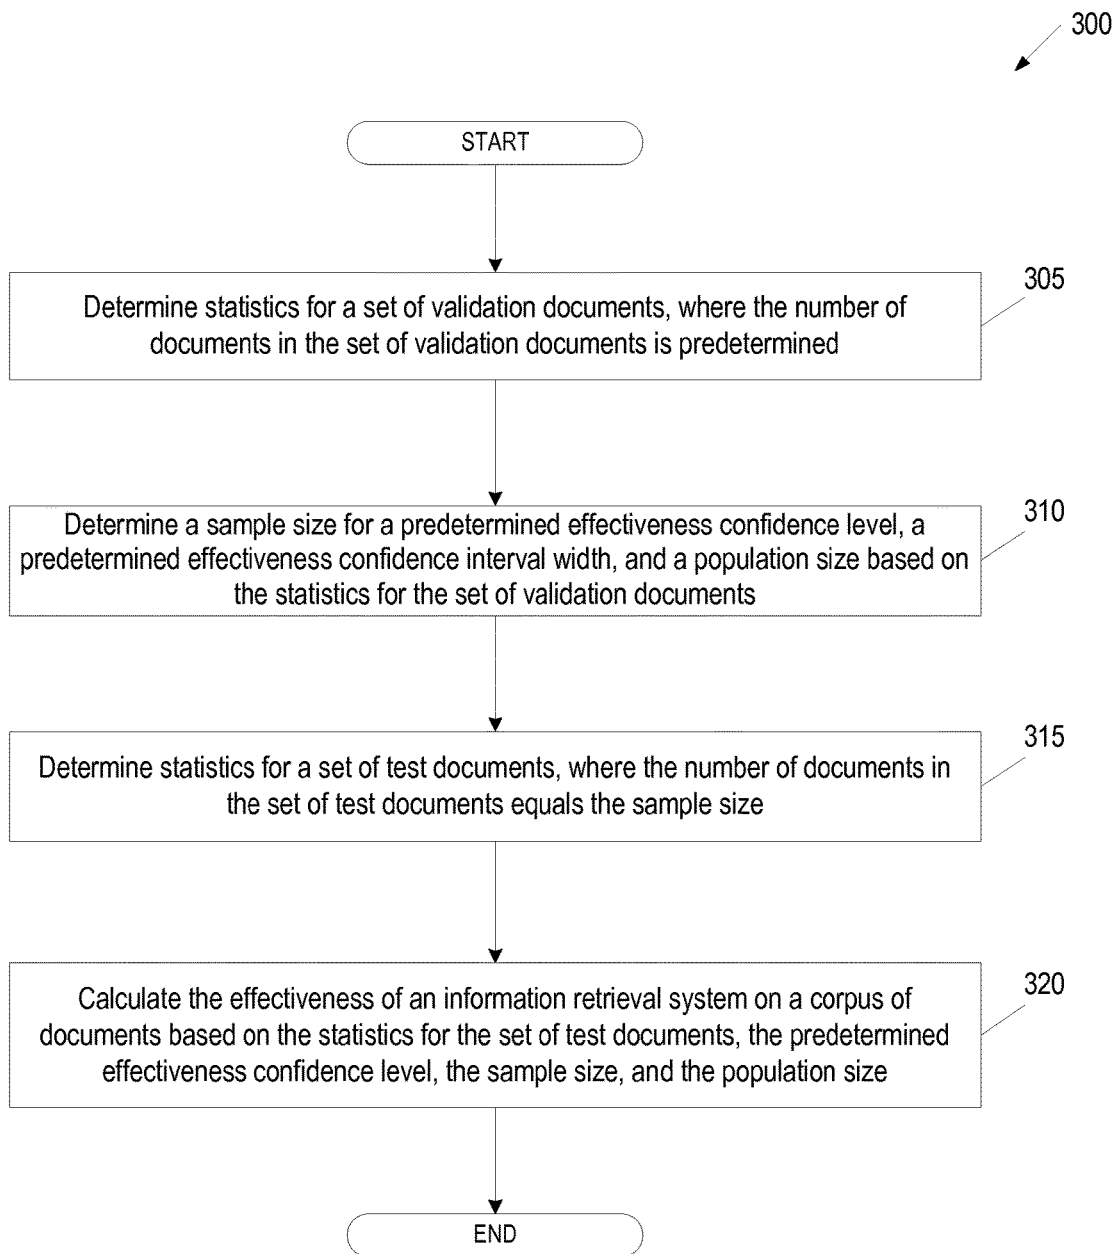 300
START
305
Determine statistics for a set of validation documents, where the number of
documents in the set of validation documents is predetermined
310
Determine a sample size for a predetermined effectiveness confidence level, a
predetermined effectiveness confidence interval width, and a population size based on
the statistics for the set of validation documents
315
Determine statistics for a set of test documents, where the number of documents in
the set of test documents equals the sample size
320
Calculate the effectiveness of an information retrieval system on a corpus of
documents based on the statistics for the set of test documents, the predetermined
effectiveness confidence level, the sample size, and the population size
END